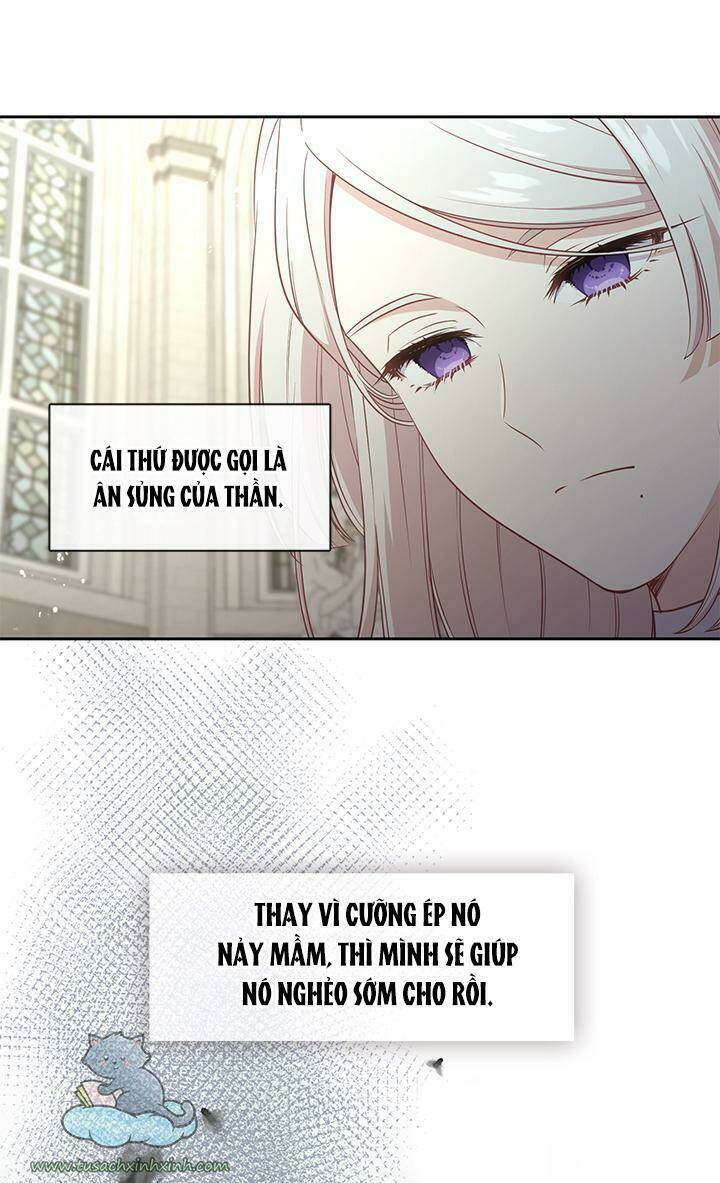 CÁI THỨ ĐƯỢC GỌI LÀ
ÂN SỦNG CỦA THẦN.
THAY VÌ CƯỠNG ÉP NÓ
NẢY MẦM, THÌ MÌNH SẼ GIÚP
NÓ NGHẺO SỚM CHO RỒI.
www.tusachxinhxinh.com